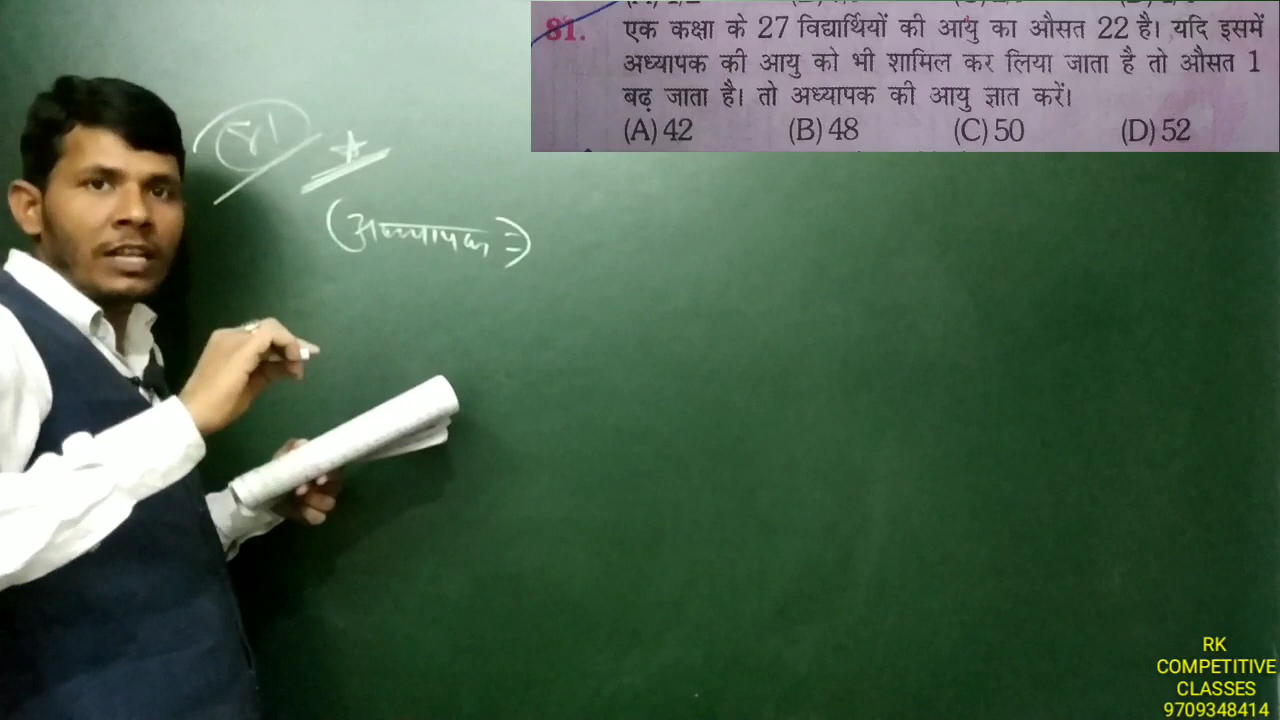 81. एक कक्षा के 27 विद्यार्थियों की आयु का औसत 22 है। यदि इसमें
अध्यापक की आयु को भी शामिल कर लिया जाता है तो औसत 1
बढ़ जाता है। तो अध्यापक की आयु ज्ञात करें।
(A) 42 (B) 48 (C) 50 (D) 52
(अध्यापक ⇒)
RK
COMPETITIVE
CLASSES
9709348414